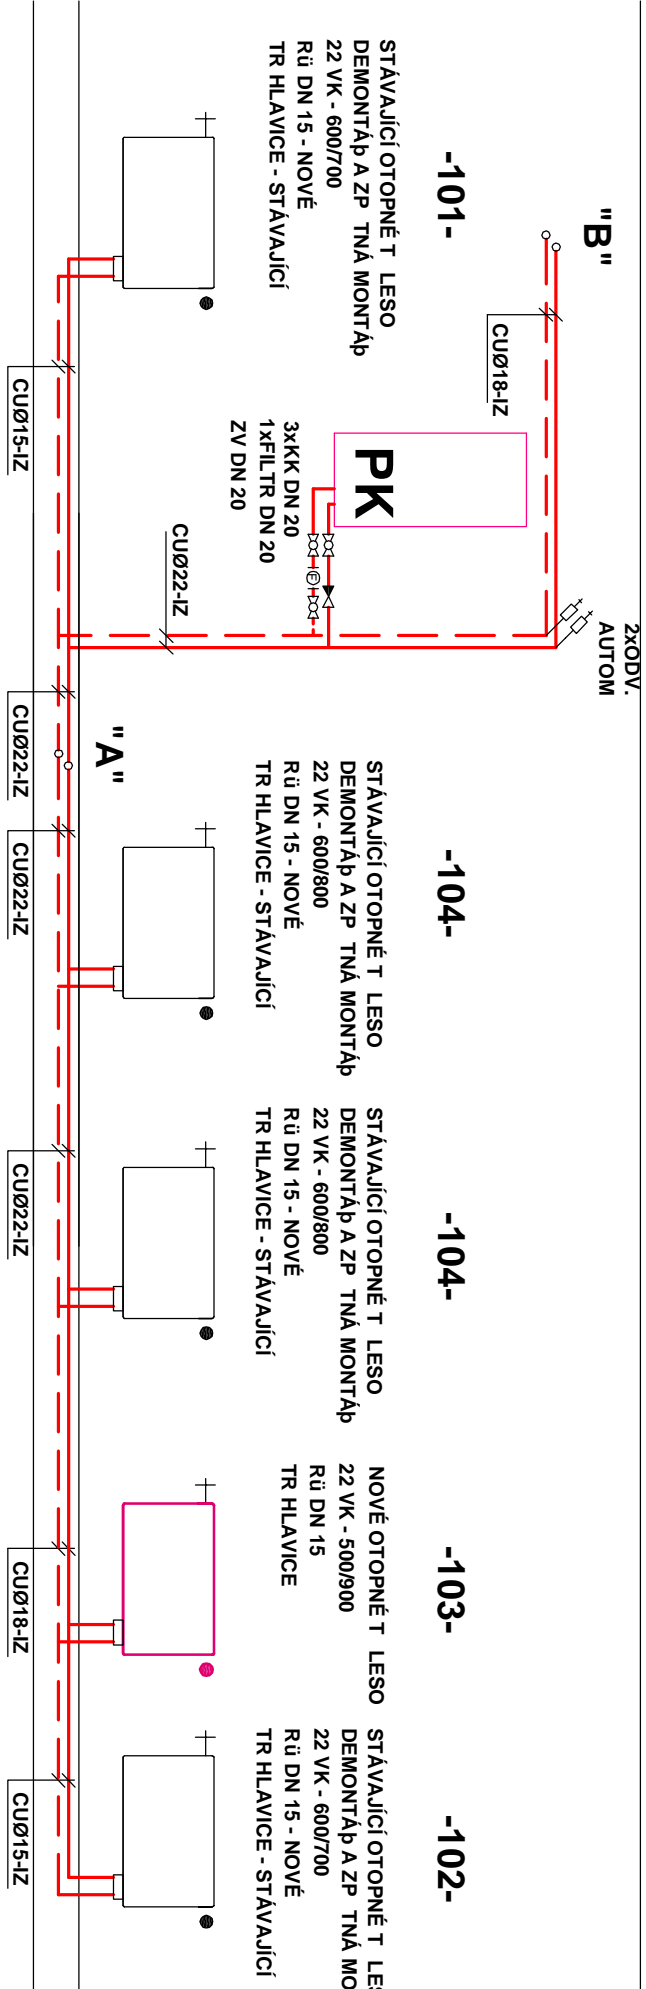 "B"
2xODV.
AUTOM
CUØ18-IZ
-101-
STÁVAJÍCÍ OTOPNÉ T LESO
DEMONTÁþ A ZP TNÁ MONTÁþ
22 VK - 600/700
Rü DN 15 - NOVÉ
TR HLAVICE - STÁVAJÍCÍ
PK
3xKK DN 20
1xFILTR DN 20
ZV DN 20
F
CUØ22-IZ
"A"
-104-
STÁVAJÍCÍ OTOPNÉ T LESO
DEMONTÁþ A ZP TNÁ MONTÁþ
22 VK - 600/800
Rü DN 15 - NOVÉ
TR HLAVICE - STÁVAJÍCÍ
-104-
STÁVAJÍCÍ OTOPNÉ T LESO
DEMONTÁþ A ZP TNÁ MONTÁþ
22 VK - 600/800
Rü DN 15 - NOVÉ
TR HLAVICE - STÁVAJÍCÍ
-103-
NOVÉ OTOPNÉ T LESO
22 VK - 500/900
Rü DN 15
TR HLAVICE
-102-
STÁVAJÍCÍ OTOPNÉ T
DEMONTÁþ A ZP TNÁ
22 VK - 600/700
Rü DN 15 - NOVÉ
TR HLAVICE - STÁVAJÍCÍ
CUØ15-IZ
CUØ22-IZ
CUØ22-IZ
CUØ22-IZ
CUØ18-IZ
CUØ15-IZ